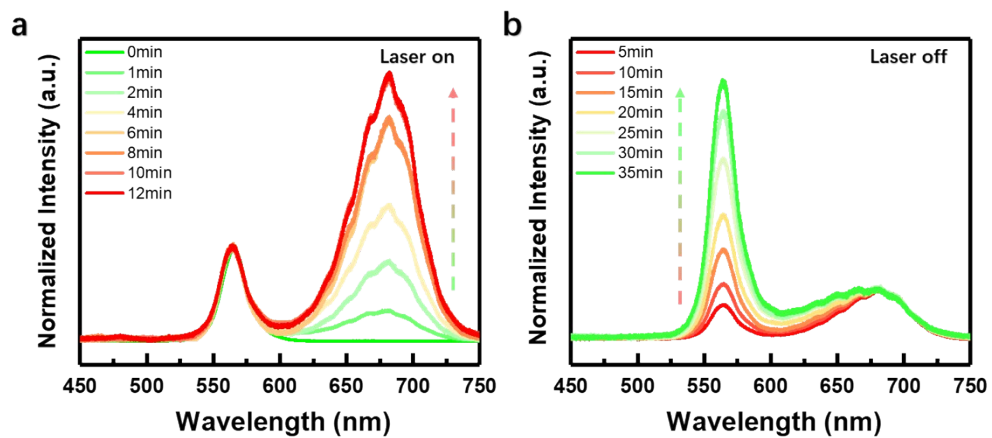 a
Normalized Intensity (a.u.)
Laser on
0min
1min
2min
4min
6min
8min
10min
12min
450 500 550 600 650 700 750
Wavelength (nm)
b
Normalized Intensity (a.u.)
Laser off
5min
10min
15min
20min
25min
30min
35min
450 500 550 600 650 700 750
Wavelength (nm)